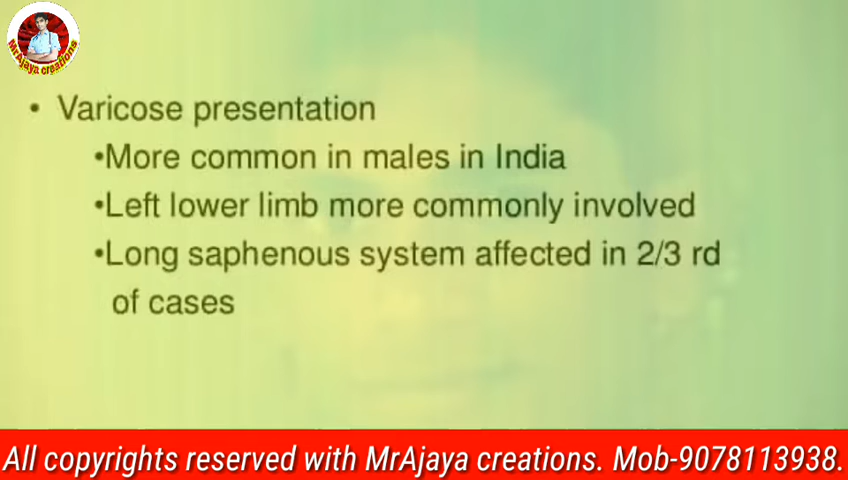 MrAjaya creations
• Varicose presentation
•More common in males in India
•Left lower limb more commonly involved
•Long saphenous system affected in 2/3 rd
of cases
All copyrights reserved with MrAjaya creations. Mob-9078113938.